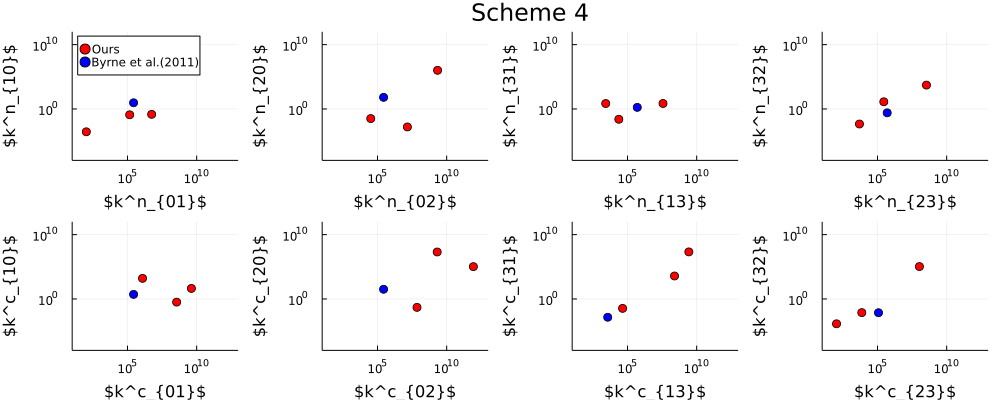 Scheme 4
Ours
Byrne et al.(2011)
$k^n_{10}$
10^10
10^0
10^5
10^10
$k^n_{01}$
$k^n_{20}$
10^10
10^0
10^5
10^10
$k^n_{02}$
$k^n_{31}$
10^10
10^0
10^5
10^10
$k^n_{13}$
$k^n_{32}$
10^10
10^0
10^5
10^10
$k^n_{23}$
$k^c_{10}$
10^10
10^0
10^5
10^10
$k^c_{01}$
$k^c_{20}$
10^10
10^0
10^5
10^10
$k^c_{02}$
$k^c_{31}$
10^10
10^0
10^5
10^10
$k^c_{13}$
$k^c_{32}$
10^10
10^0
10^5
10^10
$k^c_{23}$